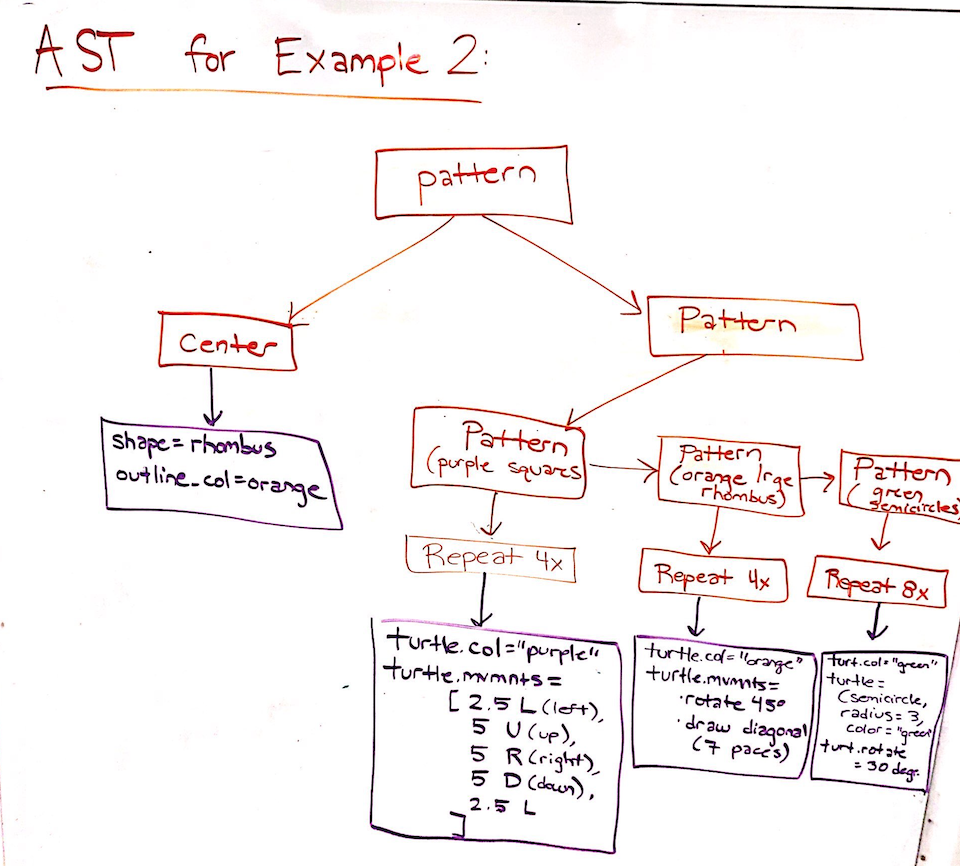 AST for Example 2:
pattern
Center
Pattern
shape = rhombus
outline_col=orange
Pattern
(purple squares
Pattern
(orange lrge
rhombus)
Pattern
(green
semicircles)
Repeat 4x
Repeat 4x
Repeat 8x
turtle.col="purple"
turtle.mvmnts=
[ 2.5 L (left),
5 U (up),
5 R (right),
5 D (down),
2.5 L
]
turtle.col= "orange"
turtle.mvmnts=
·rotate 45°
·draw diagonal
(7 paces)
turt.col= "green"
turtle =
(semicircle,
radius = 3,
color = "green"
turt.rotate
= 30 degr.